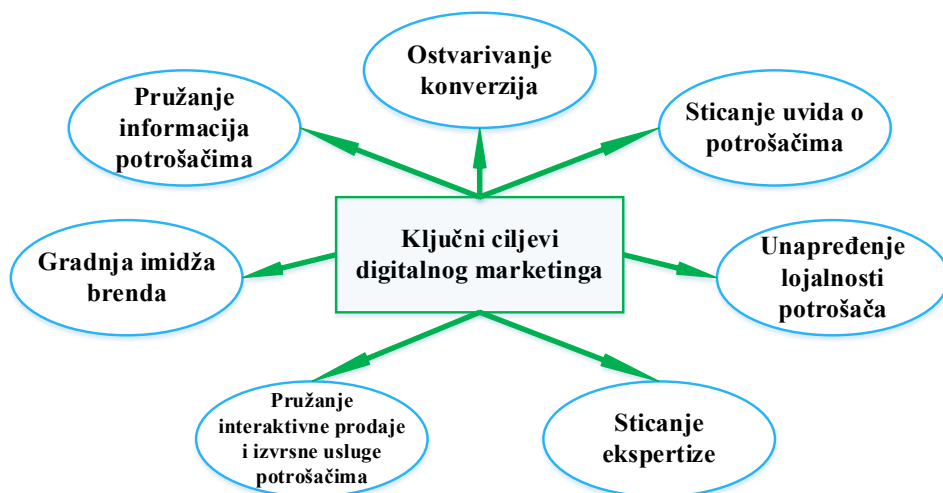 Ostvarivanje
konverzija
Pružanje
informacija
potrošačima
Sticanje uvida o
potrošačima
Ključni ciljevi
digitalnog marketinga
Gradnja imidža
brenda
Unapređenje
lojalnosti
potrošača
Pružanje
interaktivne prodaje
i izvrsne usluge
potrošačima
Sticanje
ekspertize